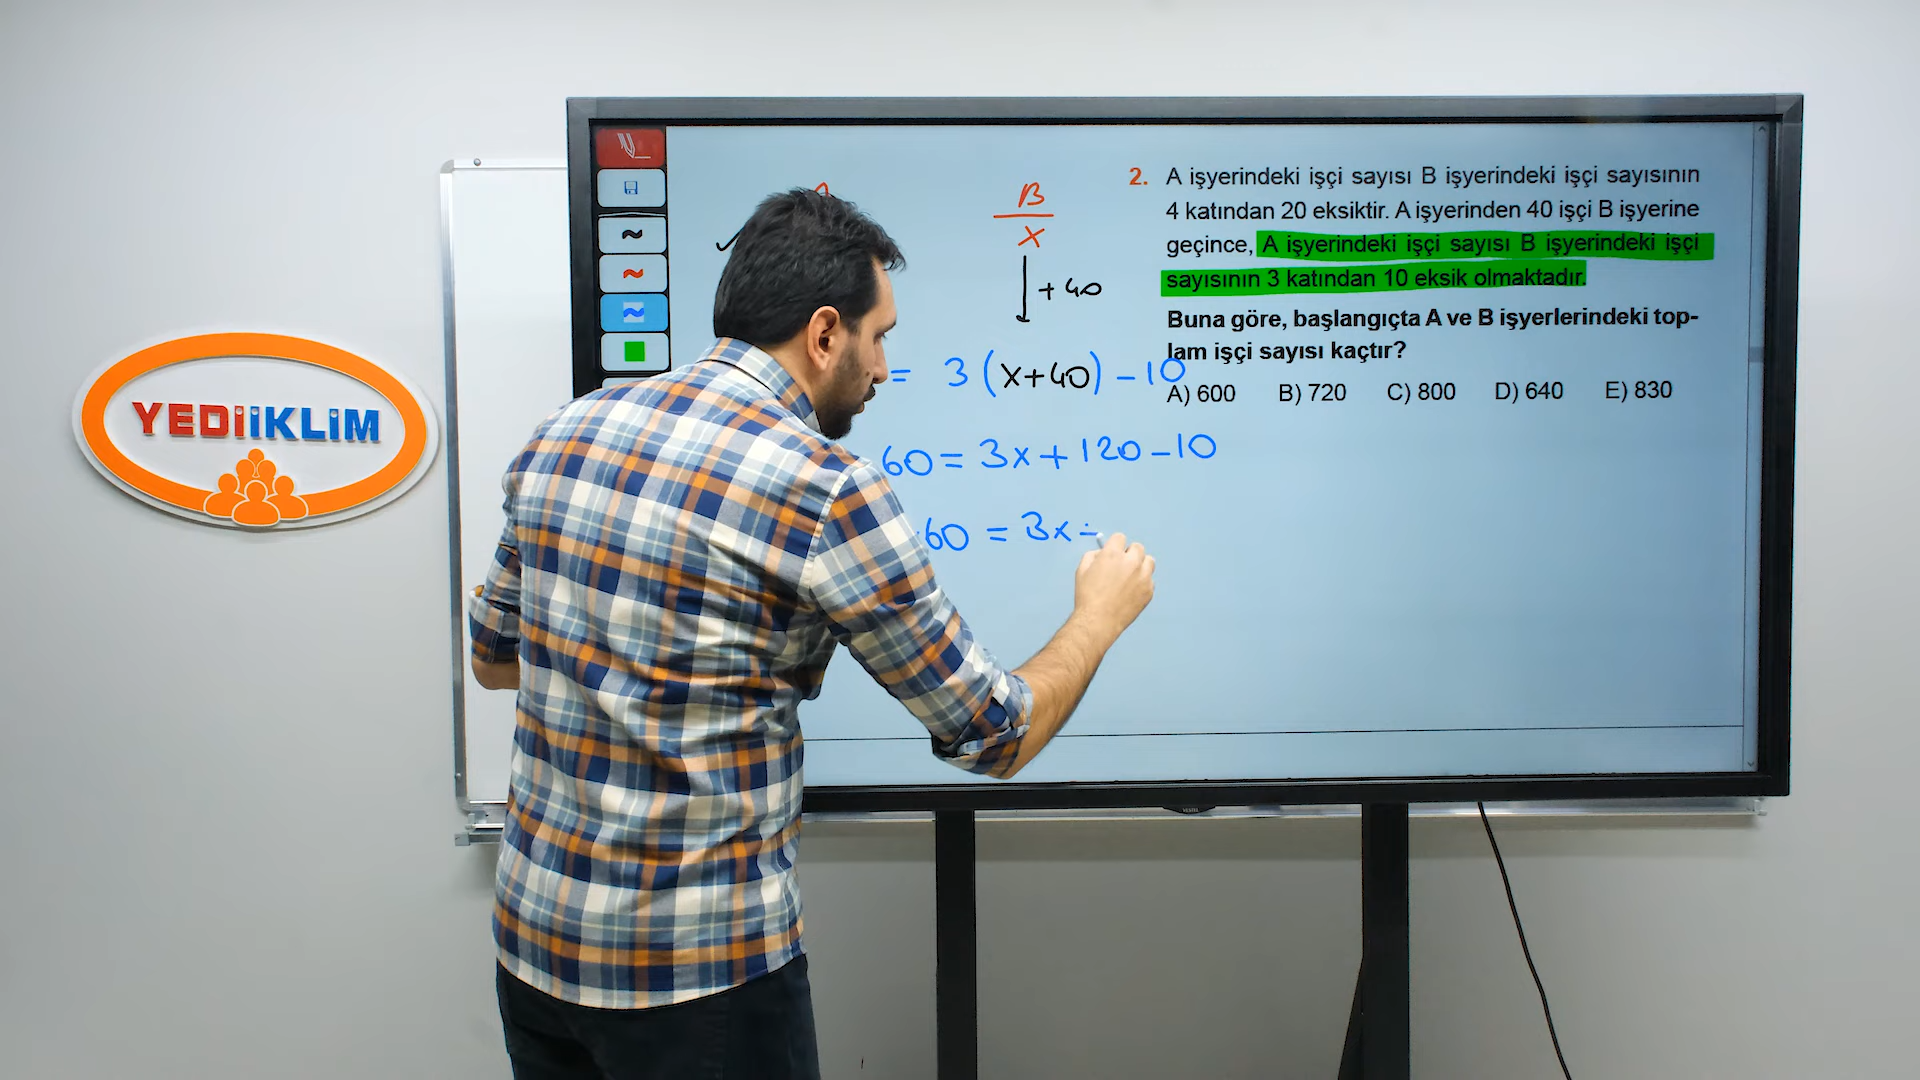 YEDİİKLİM
B
x
+40
= 3(x+40)-10
60=3x+120-10
-60 = 3x
2. A işyerindeki işçi sayısı B işyerindeki işçi sayısının
4 katından 20 eksiktir. A işyerinden 40 işçi B işyerine
geçince, A işyerindeki işçi sayısı B işyerindeki işçi
sayısının 3 katından 10 eksik olmaktadır.
Buna göre, başlangıçta A ve B işyerlerindeki top-
lam işçi sayısı kaçtır?
A) 600 B) 720 C) 800 D) 640 E) 830